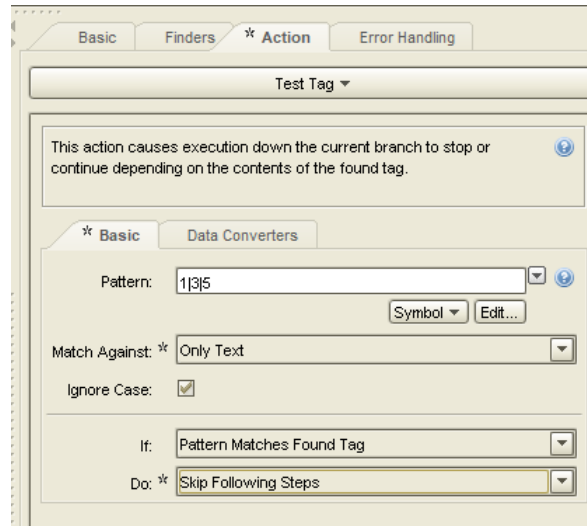 Basic Finders * Action Error Handling
Test Tag
This action causes execution down the current branch to stop or
continue depending on the contents of the found tag.
* Basic Data Converters
Pattern: 1|3|5
Symbol Edit...
Match Against: * Only Text
Ignore Case:
If: Pattern Matches Found Tag
Do: * Skip Following Steps